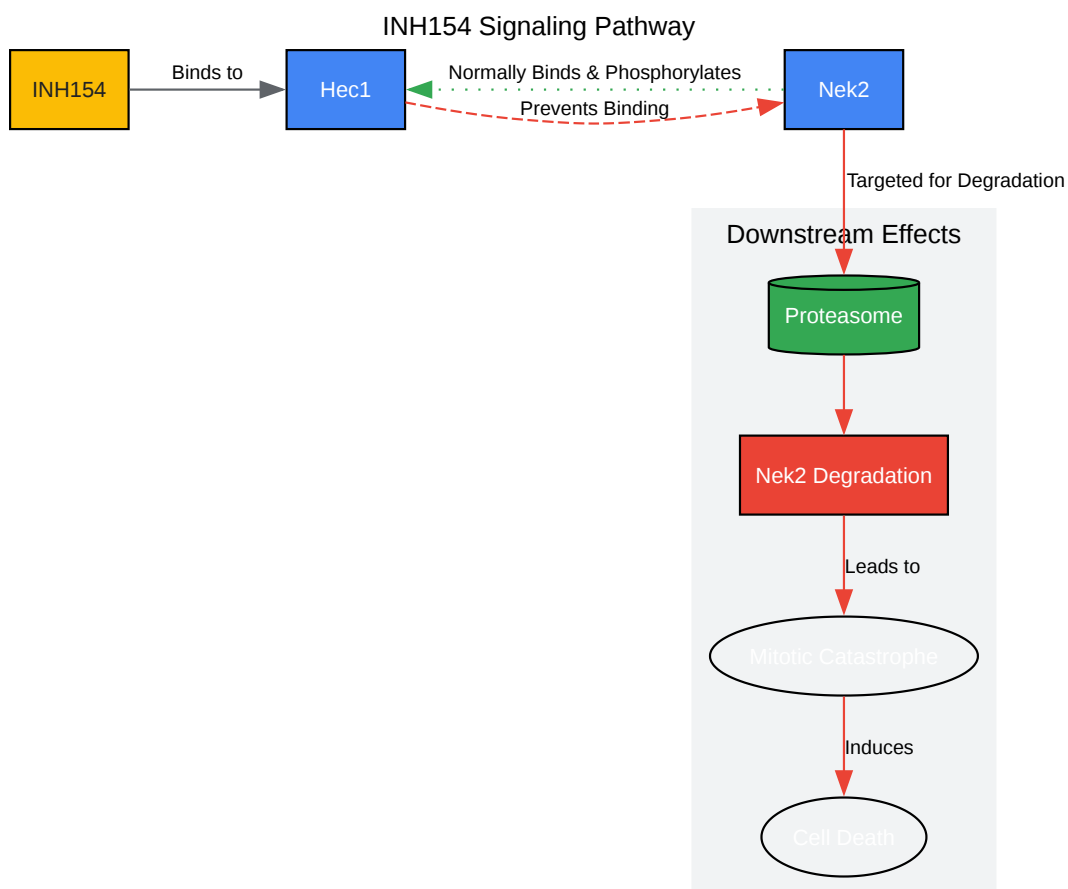 INH154 Signaling Pathway
INH154
Binds to
Hec1
Normally Binds & Phosphorylates
Prevents Binding
Nek2
Targeted for Degradation
Downstream Effects
Proteasome
Nek2 Degradation
Leads to
Mitotic Catastrophe
Induces
Cell Death